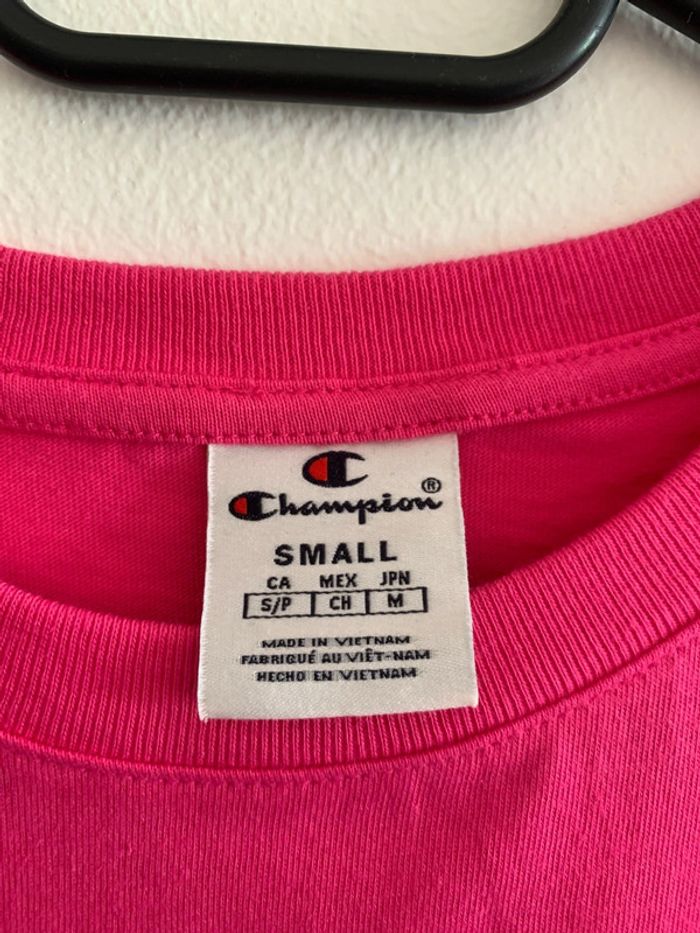 Champion®
SMALL
CA MEX JPN
S/P CH M
MADE IN VIETNAM
FABRIQUÉ AU VIÊT-NAM
HECHO EN VIETNAM